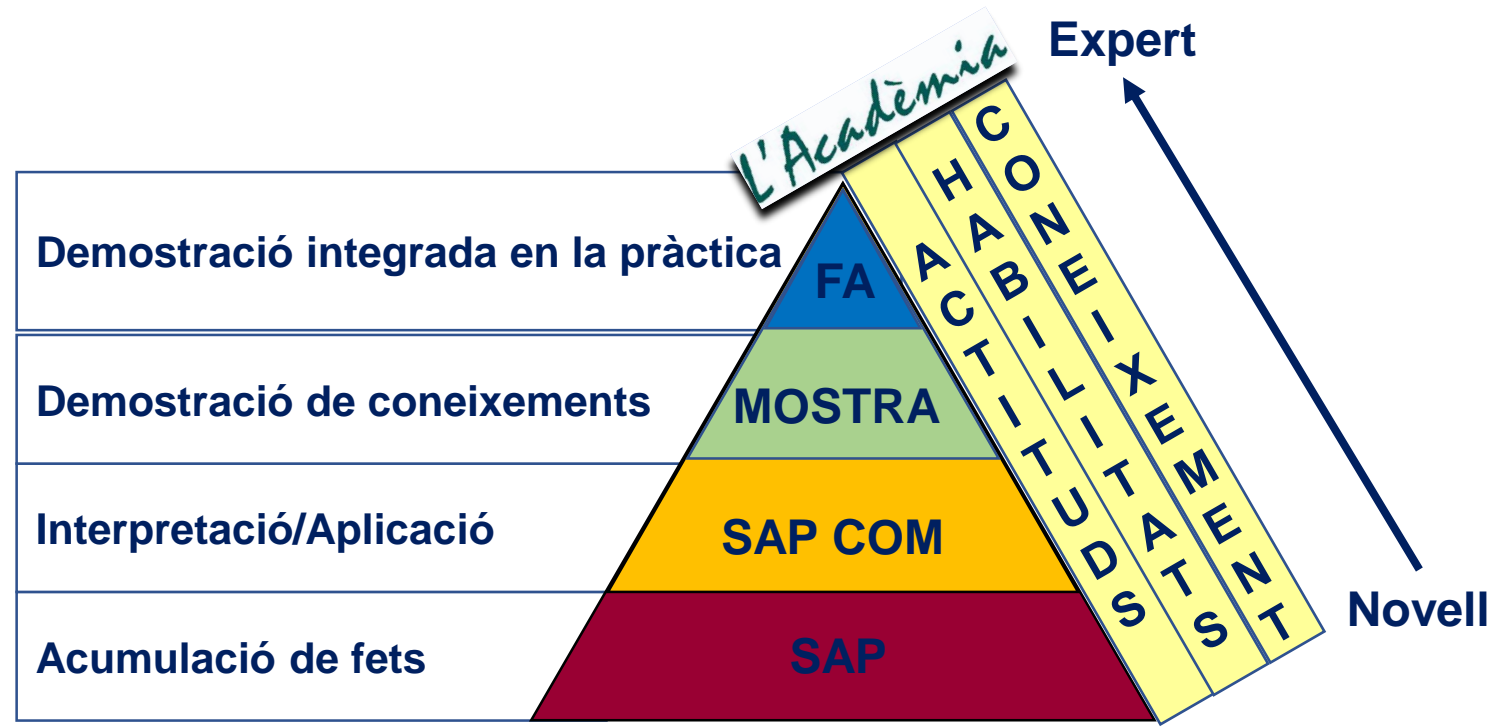 L'Acadèmia
Expert
Demostració integrada en la pràctica
FA
Demostració de coneixements
MOSTRA
Interpretació/Aplicació
SAP COM
Acumulació de fets
SAP
ACTITUDS
HABILITATS
CONEIXEMENT
Novell